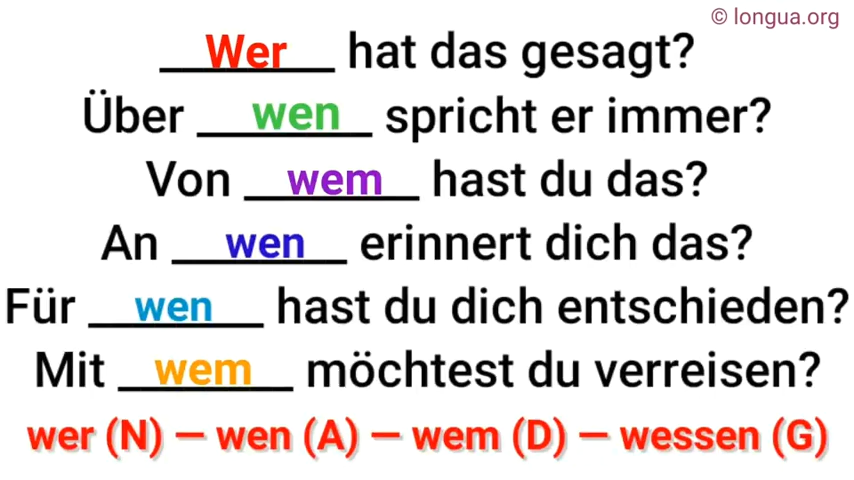 © longua.org
Wer hat das gesagt?
Über wen spricht er immer?
Von wem hast du das?
An wen erinnert dich das?
Für wen hast du dich entschieden?
Mit wem möchtest du verreisen?
wer (N) — wen (A) — wem (D) — wessen (G)